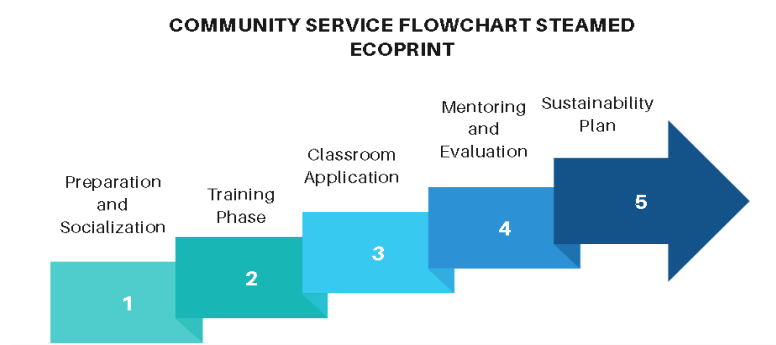 COMMUNITY SERVICE FLOWCHART STEAMED
ECOPRINT
Preparation
and
Socialization
1
Training
Phase
2
Classroom
Application
3
Mentoring
and
Evaluation
4
Sustainability
Plan
5